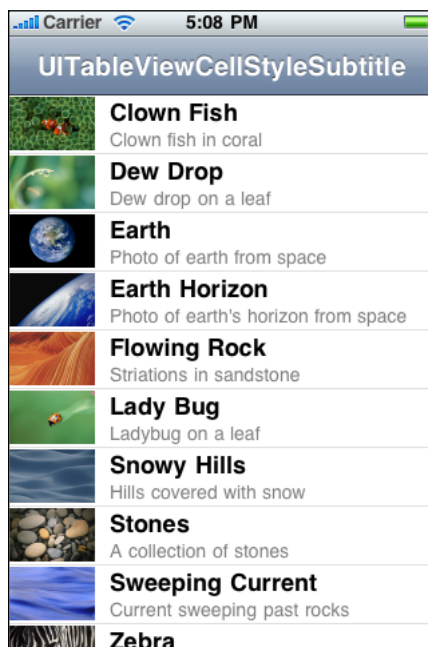 Carrier 5:08 PM
UITableViewCellStyleSubtitle
Clown Fish
Clown fish in coral
Dew Drop
Dew drop on a leaf
Earth
Photo of earth from space
Earth Horizon
Photo of earth's horizon from space
Flowing Rock
Striations in sandstone
Lady Bug
Ladybug on a leaf
Snowy Hills
Hills covered with snow
Stones
A collection of stones
Sweeping Current
Current sweeping past rocks
Zebra